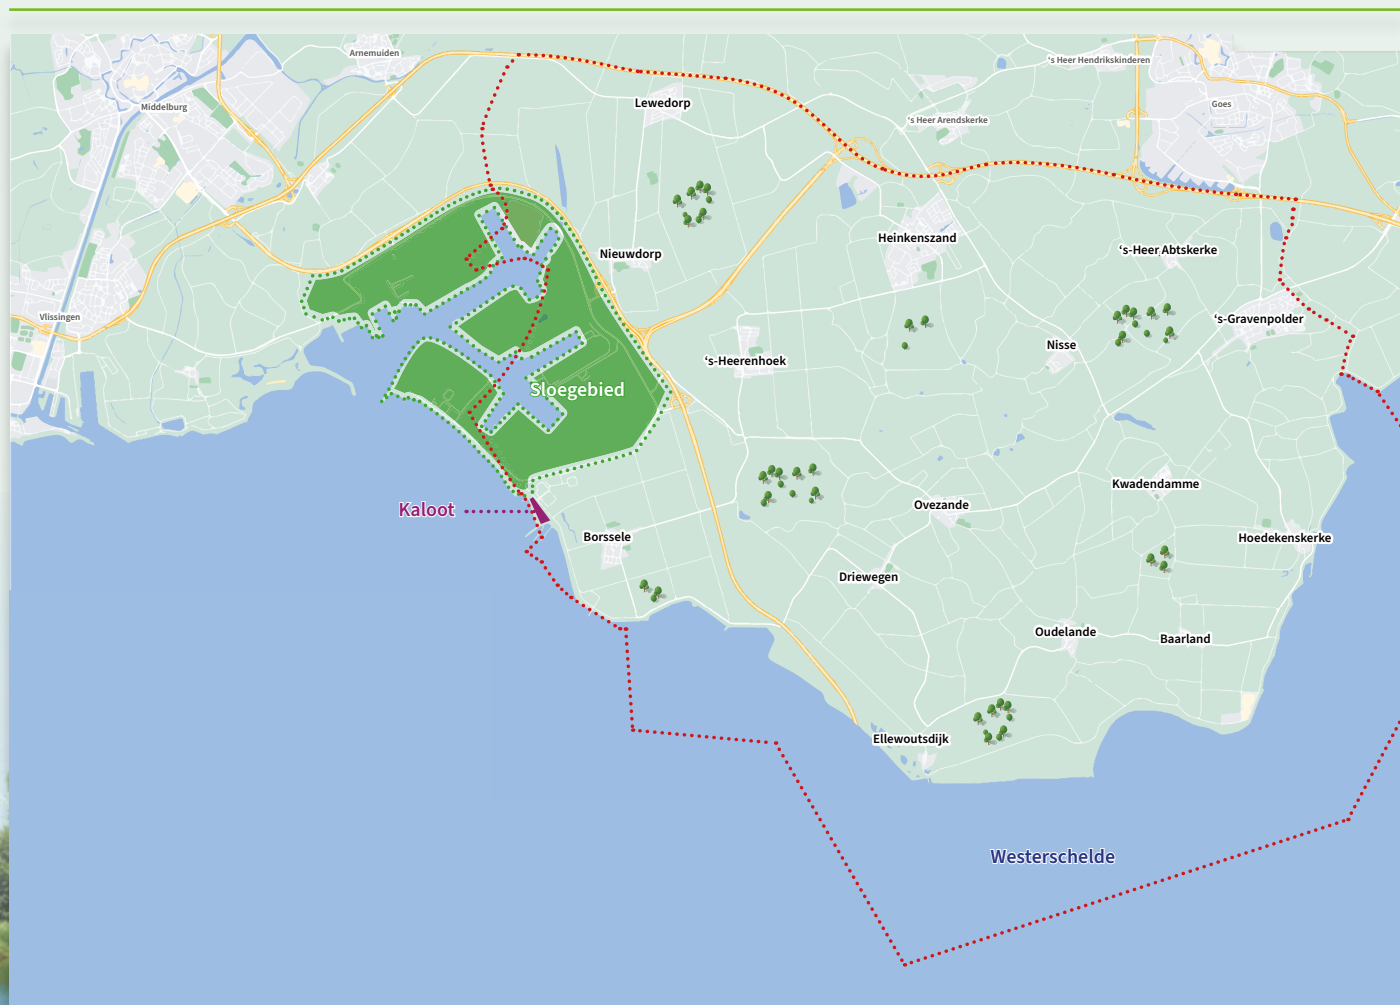 Arnemuiden
's Heer Hendrikskinderen
Middelburg
Lewedorp
Goes
's Heer Arendskerke
Heinkenszand
Nieuwdorp
‘s-Heer Abtskerke
Vlissingen
‘s-Gravenpolder
Nisse
‘s-Heerenhoek
Sloegebied
Kwadendamme
Kaloot
Ovezande
Borssele
Hoedekenskerke
Driewegen
Oudelande
Baarland
Ellewoutsdijk
Westerschelde